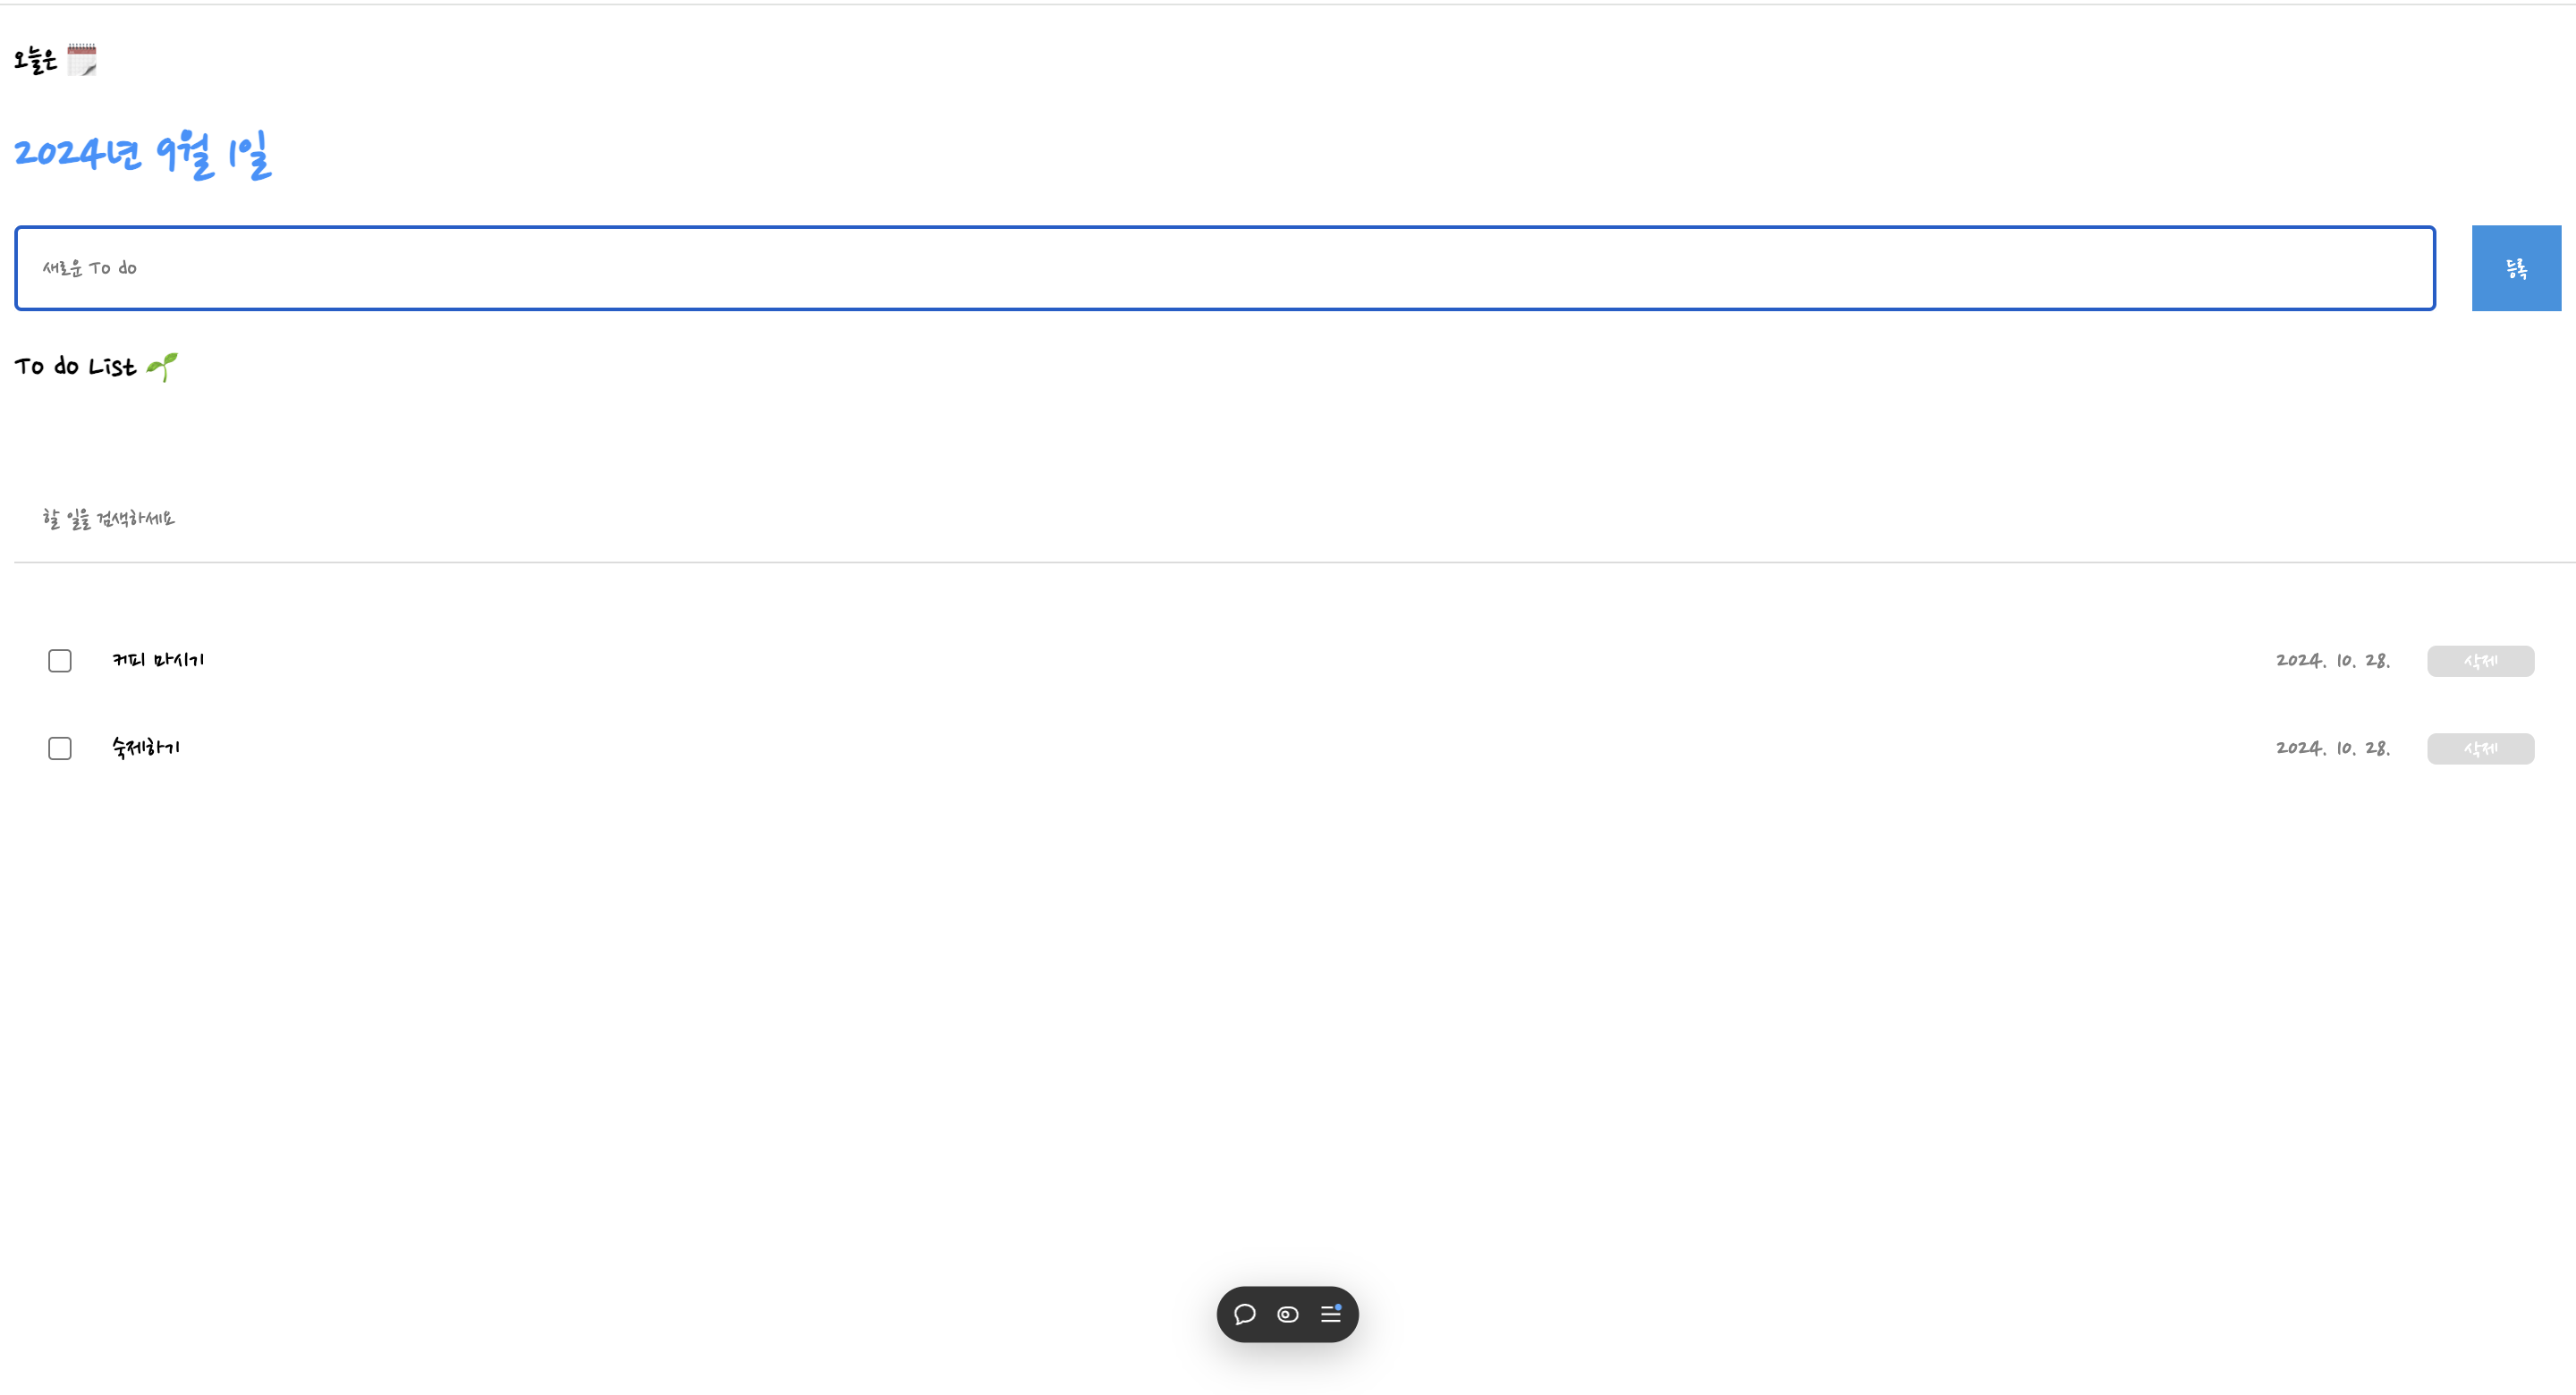 오늘은
2024년 9월 1일
새로운 To do
등록
To do List
할 일을 검색하세요
커피 마시기 2024. 10. 28. 삭제
숙제하기 2024. 10. 28. 삭제